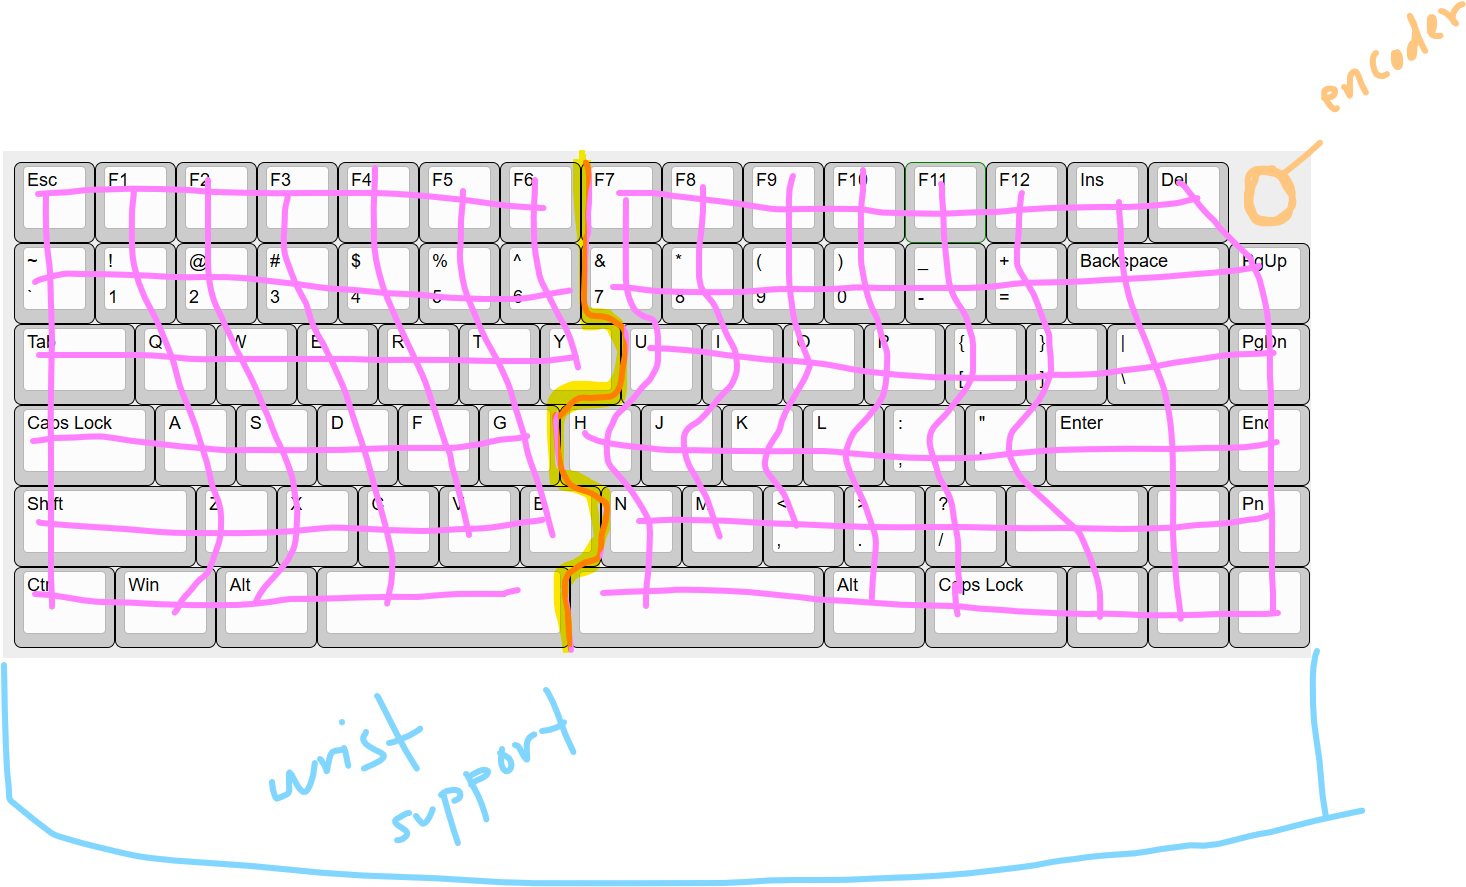 encoder
Esc F1 F2 F3 F4 F5 F6 F7 F8 F9 F10 F11 F12 Ins Del
~ ! @ # $ % ^ & * ( ) _ + Backspace PgUp
` 1 2 3 4 5 6 7 8 9 0 - =
Tab Q W E R T Y U I O P { } | PgDn
[ ] \
Caps Lock A S D F G H J K L : " Enter End
; '
Shift Z X C V B N M < > ? Pn
, . /
Ctrl Win Alt Alt Caps Lock
wrist
support